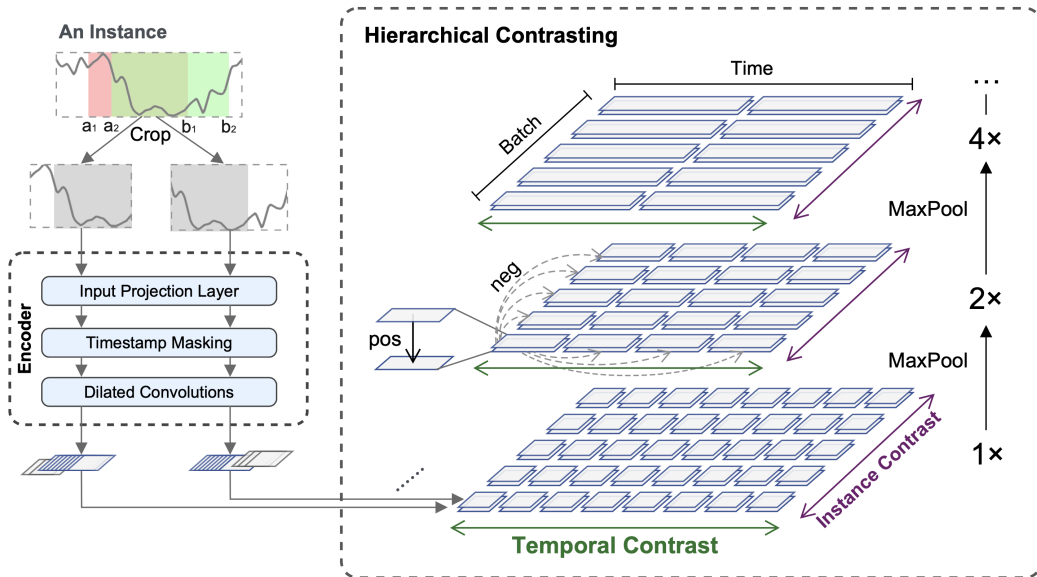 An Instance
a₁ a₂ b₁ b₂
Crop
Encoder
Input Projection Layer
Timestamp Masking
Dilated Convolutions
Hierarchical Contrasting
Time
Batch
...
4×
MaxPool
neg
pos
2×
MaxPool
1×
Instance Contrast
......
Temporal Contrast